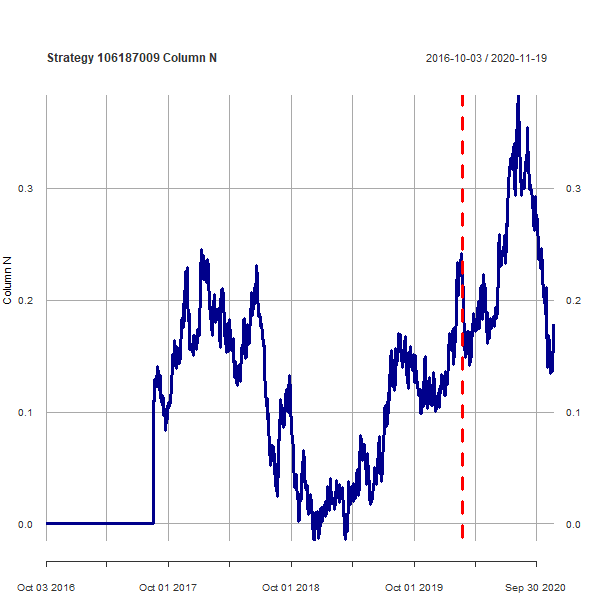 Strategy 106187009 Column N
2016-10-03 / 2020-11-19
Column N
0.3
0.3
0.2
0.2
0.1
0.1
0.0
0.0
Oct 03 2016
Oct 01 2017
Oct 01 2018
Oct 01 2019
Sep 30 2020